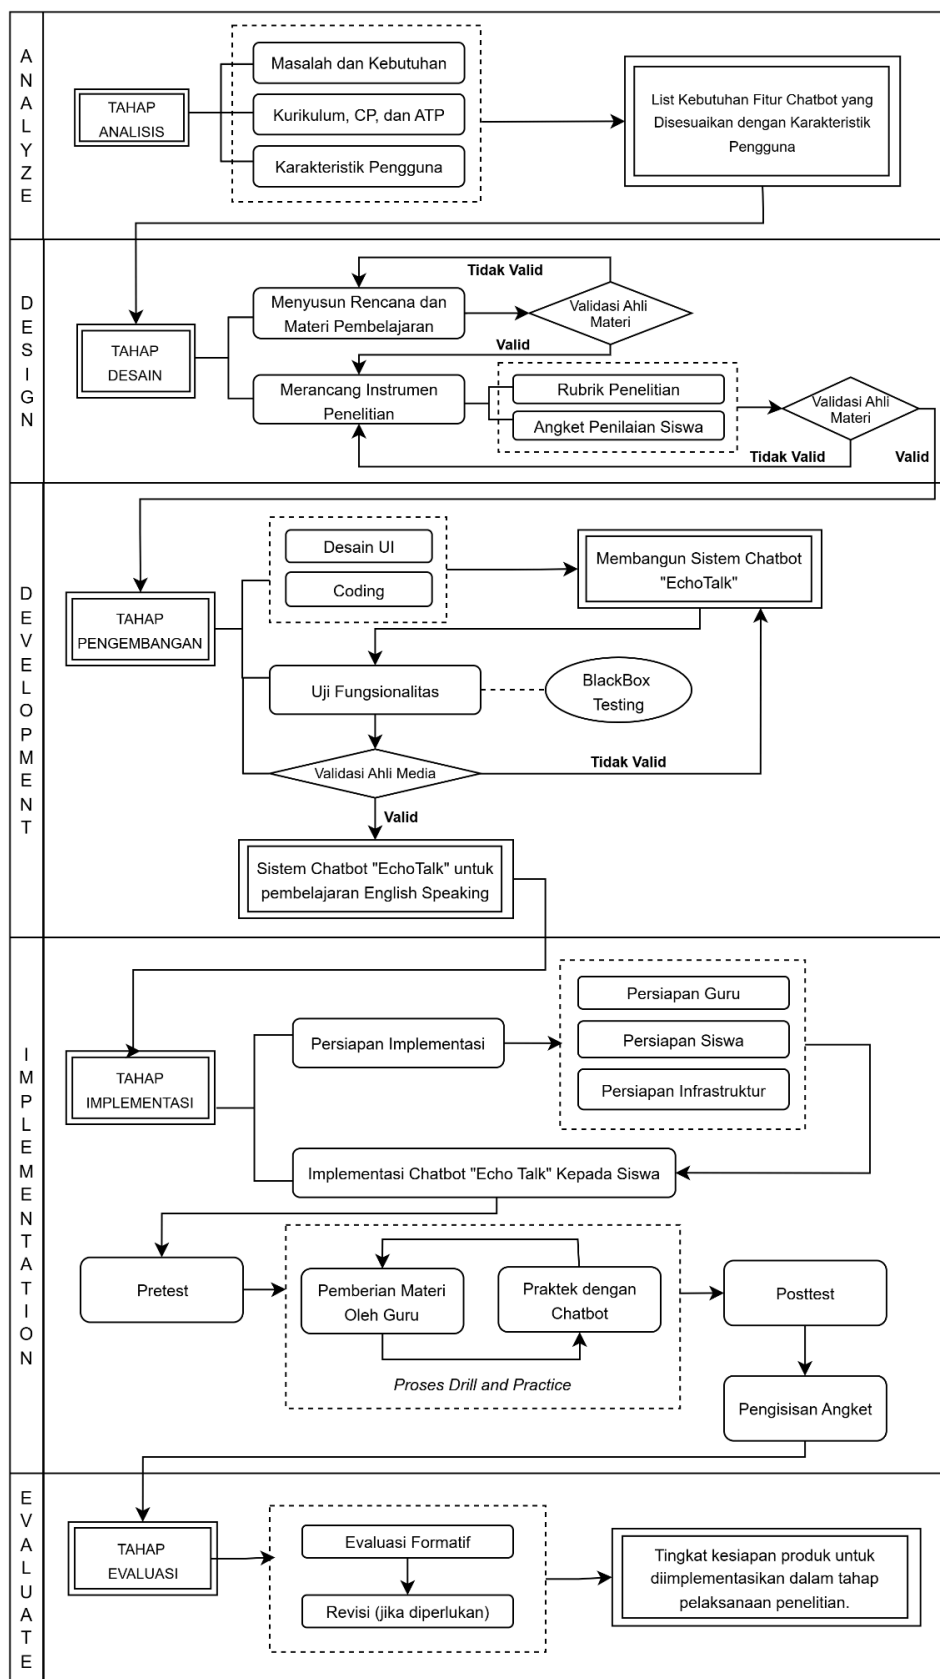 ANALYZE
TAHAP
ANALISIS
Masalah dan Kebutuhan
Kurikulum, CP, dan ATP
Karakteristik Pengguna
List Kebutuhan Fitur Chatbot yang
Disesuaikan dengan Karakteristik
Pengguna
DESIGN
TAHAP
DESAIN
Tidak Valid
Menyusun Rencana dan
Materi Pembelajaran
Validasi Ahli
Materi
Valid
Merancang Instrumen
Penelitian
Rubrik Penelitian
Angket Penilaian Siswa
Validasi Ahli
Materi
Tidak Valid
Valid
DEVELOPMENT
TAHAP
PENGEMBANGAN
Desain UI
Coding
Membangun Sistem Chatbot
"EchoTalk"
Uji Fungsionalitas
BlackBox
Testing
Validasi Ahli Media
Tidak Valid
Valid
Sistem Chatbot "EchoTalk" untuk
pembelajaran English Speaking
IMPLEMENTATION
TAHAP
IMPLEMENTASI
Persiapan Implementasi
Persiapan Guru
Persiapan Siswa
Persiapan Infrastruktur
Implementasi Chatbot "Echo Talk" Kepada Siswa
Pretest
Pemberian Materi
Oleh Guru
Praktek dengan
Chatbot
Proses Drill and Practice
Posttest
Pengisisan Angket
EVALUATE
TAHAP
EVALUASI
Evaluasi Formatif
Revisi (jika diperlukan)
Tingkat kesiapan produk untuk
diimplementasikan dalam tahap
pelaksanaan penelitian.